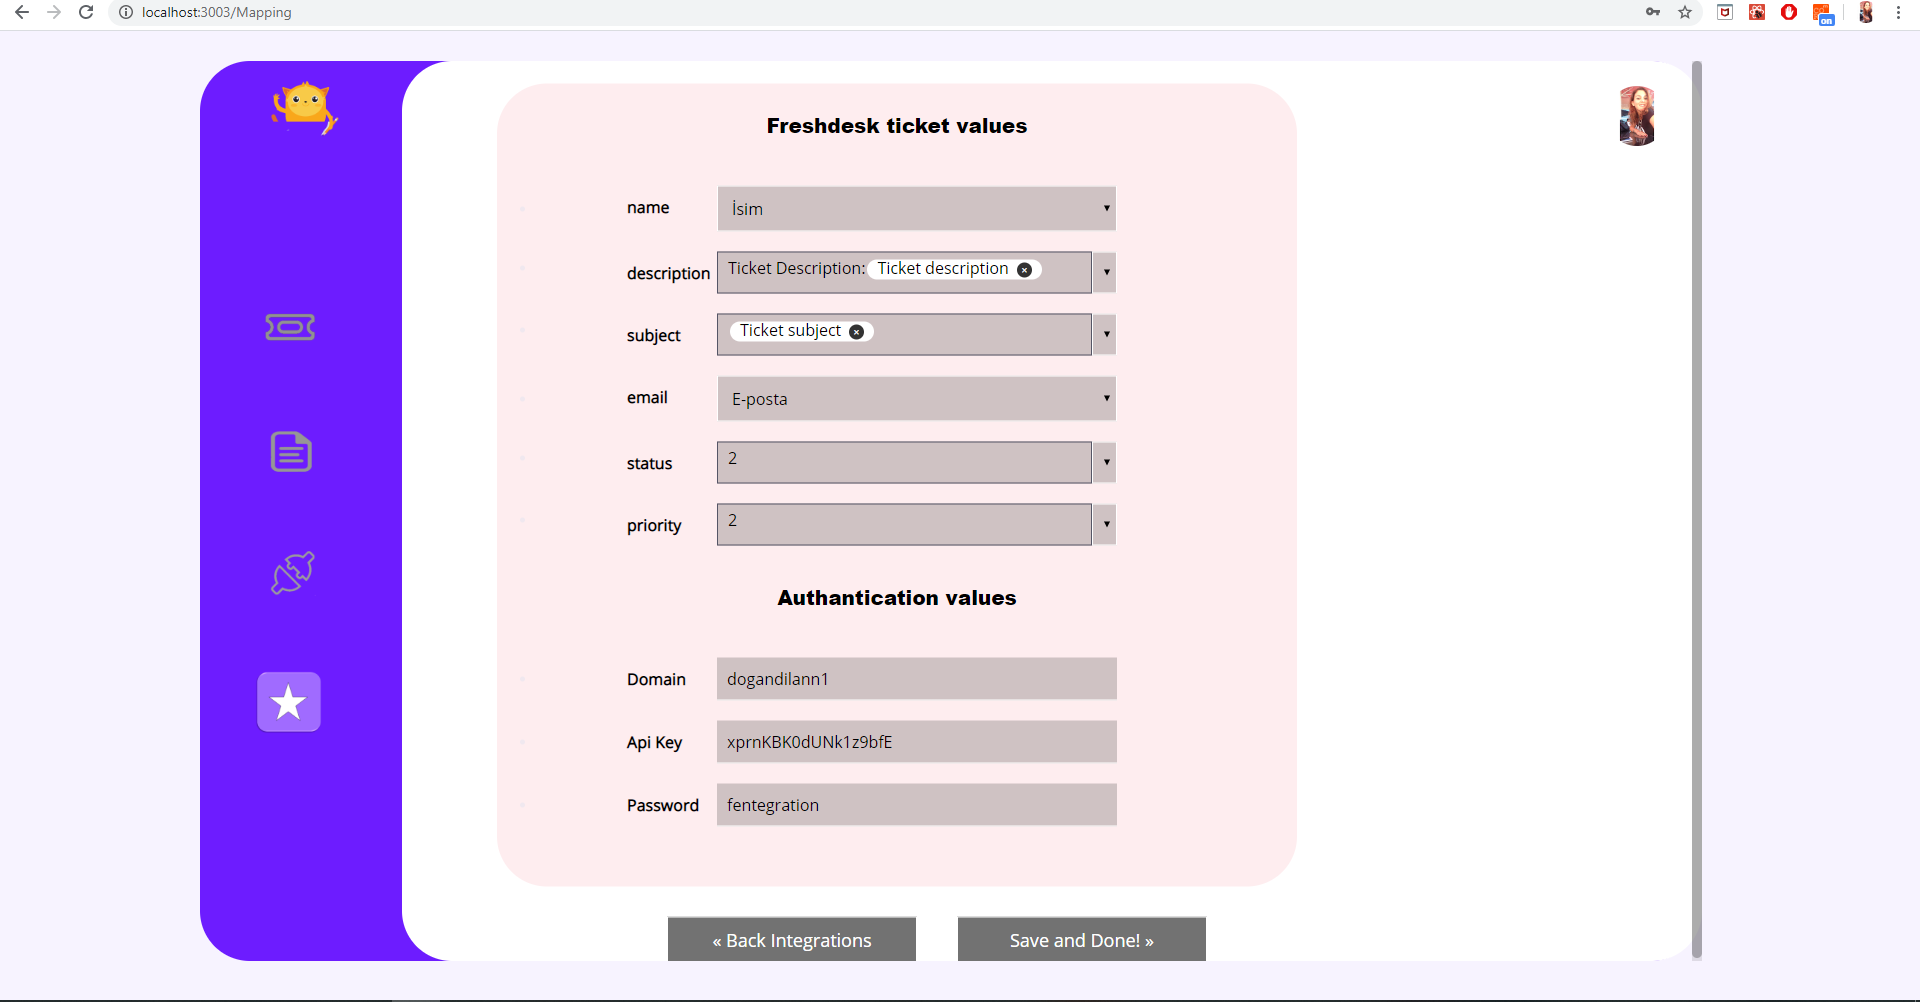 localhost:3003/Mapping
on
Freshdesk ticket values
name İsim
description Ticket Description: Ticket description
subject Ticket subject
email E-posta
status 2
priority 2
Authantication values
Domain dogandilann1
Api Key xprnKBK0dUNk1z9bfE
Password fentegration
« Back Integrations Save and Done! »